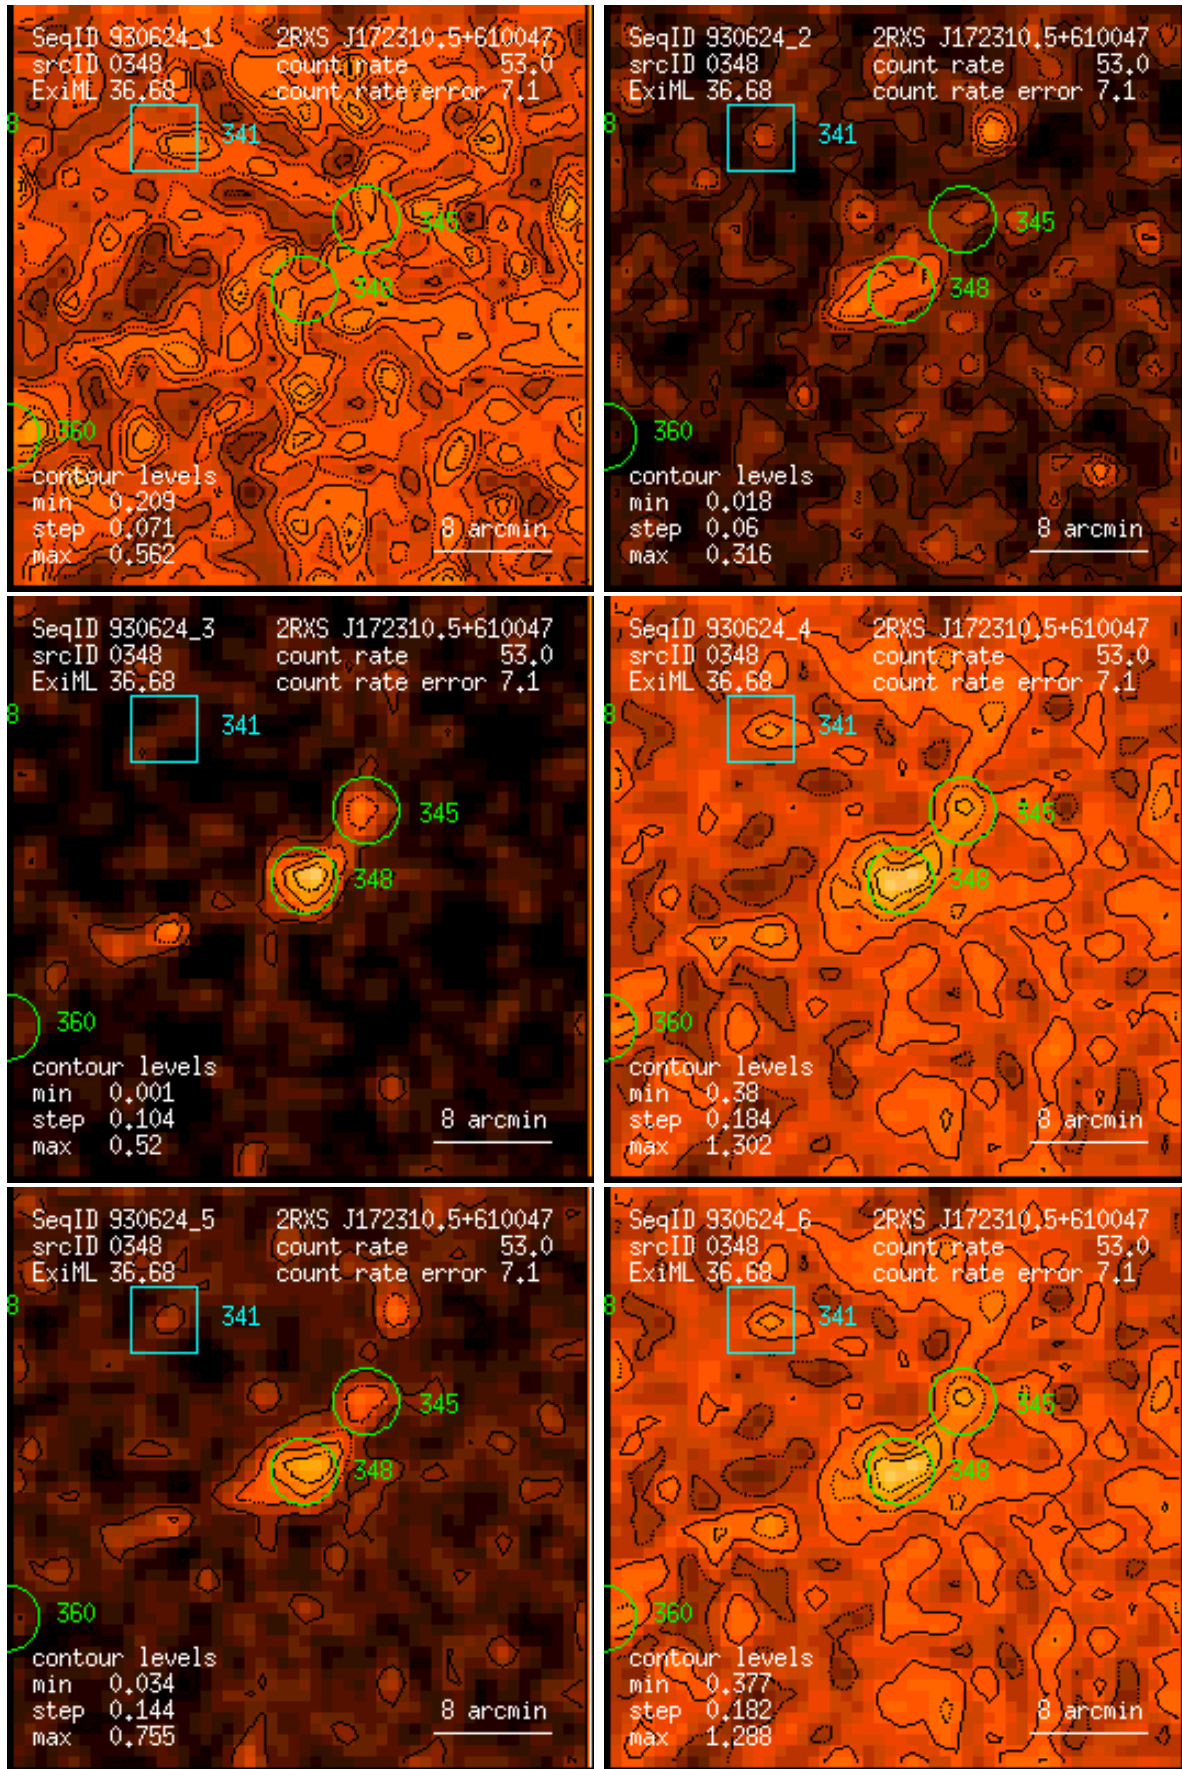 SeqID 930624_1 2RXS J172310.5+610047
srcID 0348 count rate 53.0
ExiML 36.68 count rate error 7.1
8
341
345
348
360
contour levels
min 0.209
step 0.071 8 arcmin
max 0.562
SeqID 930624_2 2RXS J172310.5+610047
srcID 0348 count rate 53.0
ExiML 36.68 count rate error 7.1
8
341
345
348
360
contour levels
min 0.018
step 0.06 8 arcmin
max 0.316
SeqID 930624_3 2RXS J172310.5+610047
srcID 0348 count rate 53.0
ExiML 36.68 count rate error 7.1
8
341
345
348
360
contour levels
min 0.001
step 0.104 8 arcmin
max 0.52
SeqID 930624_4 2RXS J172310.5+610047
srcID 0348 count rate 53.0
ExiML 36.68 count rate error 7.1
8
341
345
348
360
contour levels
min 0.38
step 0.184 8 arcmin
max 1.302
SeqID 930624_5 2RXS J172310.5+610047
srcID 0348 count rate 53.0
ExiML 36.68 count rate error 7.1
8
341
345
348
360
contour levels
min 0.034
step 0.144 8 arcmin
max 0.755
SeqID 930624_6 2RXS J172310.5+610047
srcID 0348 count rate 53.0
ExiML 36.68 count rate error 7.1
8
341
345
348
360
contour levels
min 0.377
step 0.182 8 arcmin
max 1.288